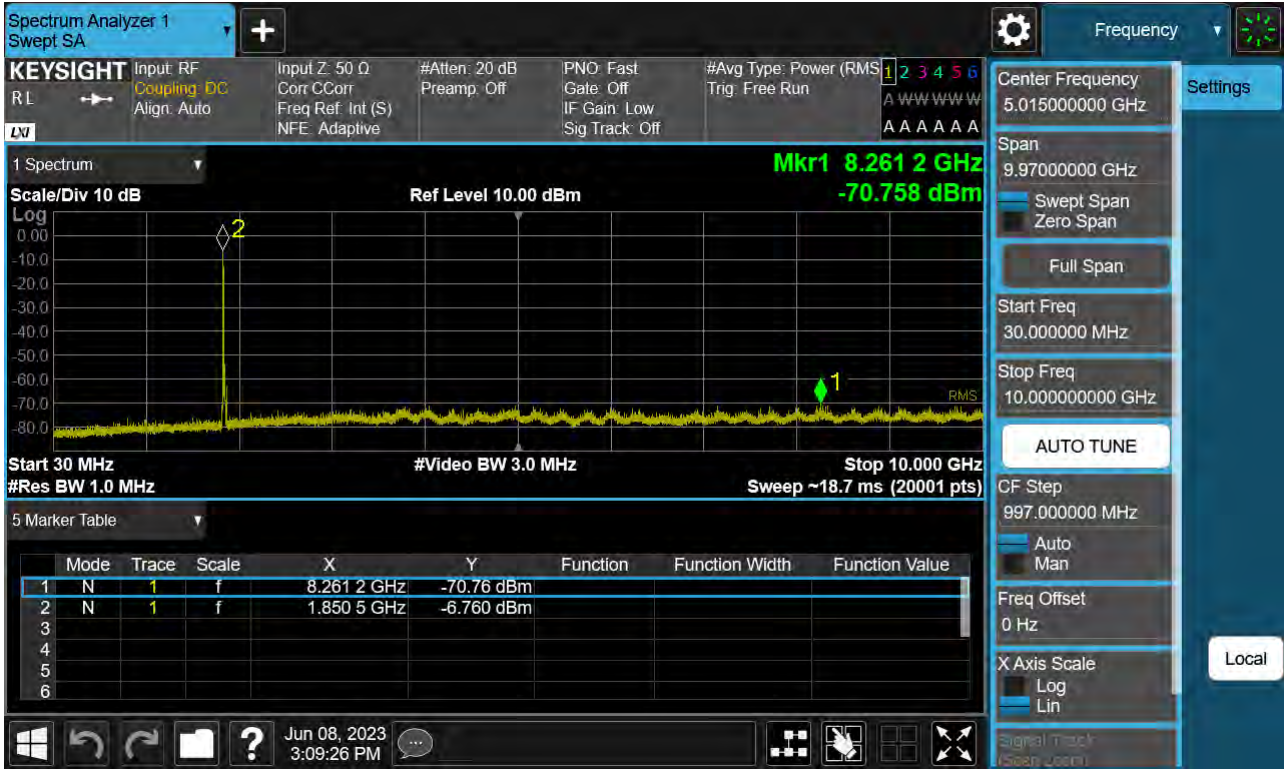 Spectrum Analyzer 1
Swept SA
Frequency
KEYSIGHT
RL
LXI
Input: RF
Coupling: DC
Align: Auto
Input Z: 50 Ω
Corr CCorr
Freq Ref: Int (S)
NFE: Adaptive
#Atten: 20 dB
Preamp: Off
PNO: Fast
Gate: Off
IF Gain: Low
Sig Track: Off
#Avg Type: Power (RMS
Trig: Free Run
1 2 3 4 5 6
A W W W W W
A A A A A A
1 Spectrum
Scale/Div 10 dB
Ref Level 10.00 dBm
Mkr1 8.261 2 GHz
-70.758 dBm
Log
0.00
-10.0
-20.0
-30.0
-40.0
-50.0
-60.0
-70.0
-80.0
2
1
RMS
Start 30 MHz
#Video BW 3.0 MHz
Stop 10.000 GHz
#Res BW 1.0 MHz
Sweep ~18.7 ms (20001 pts)
5 Marker Table
Mode Trace Scale X Y Function Function Width Function Value
1 N 1 f 8.261 2 GHz -70.76 dBm
2 N 1 f 1.850 5 GHz -6.760 dBm
3
4
5
6
Jun 08, 2023
3:09:26 PM
Center Frequency
5.015000000 GHz
Settings
Span
9.97000000 GHz
Swept Span
Zero Span
Full Span
Start Freq
30.000000 MHz
Stop Freq
10.000000000 GHz
AUTO TUNE
CF Step
997.000000 MHz
Auto
Man
Freq Offset
0 Hz
X Axis Scale
Log
Lin
Local
Signal Track
(Span Zoom)